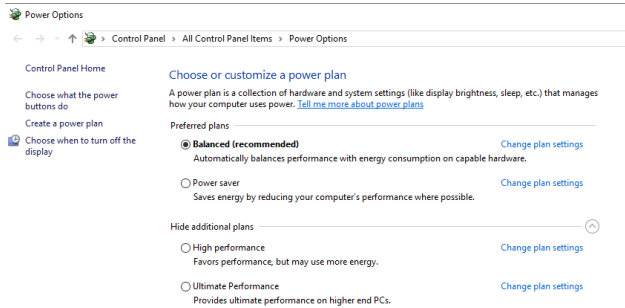 Power Options
Control Panel > All Control Panel Items > Power Options
Control Panel Home
Choose what the power
buttons do
Create a power plan
Choose when to turn off the
display
Choose or customize a power plan
A power plan is a collection of hardware and system settings (like display brightness, sleep, etc.) that manages
how your computer uses power. Tell me more about power plans
Preferred plans
Balanced (recommended) Change plan settings
Automatically balances performance with energy consumption on capable hardware.
Power saver Change plan settings
Saves energy by reducing your computer's performance where possible.
Hide additional plans
High performance Change plan settings
Favors performance, but may use more energy.
Ultimate Performance Change plan settings
Provides ultimate performance on higher end PCs.